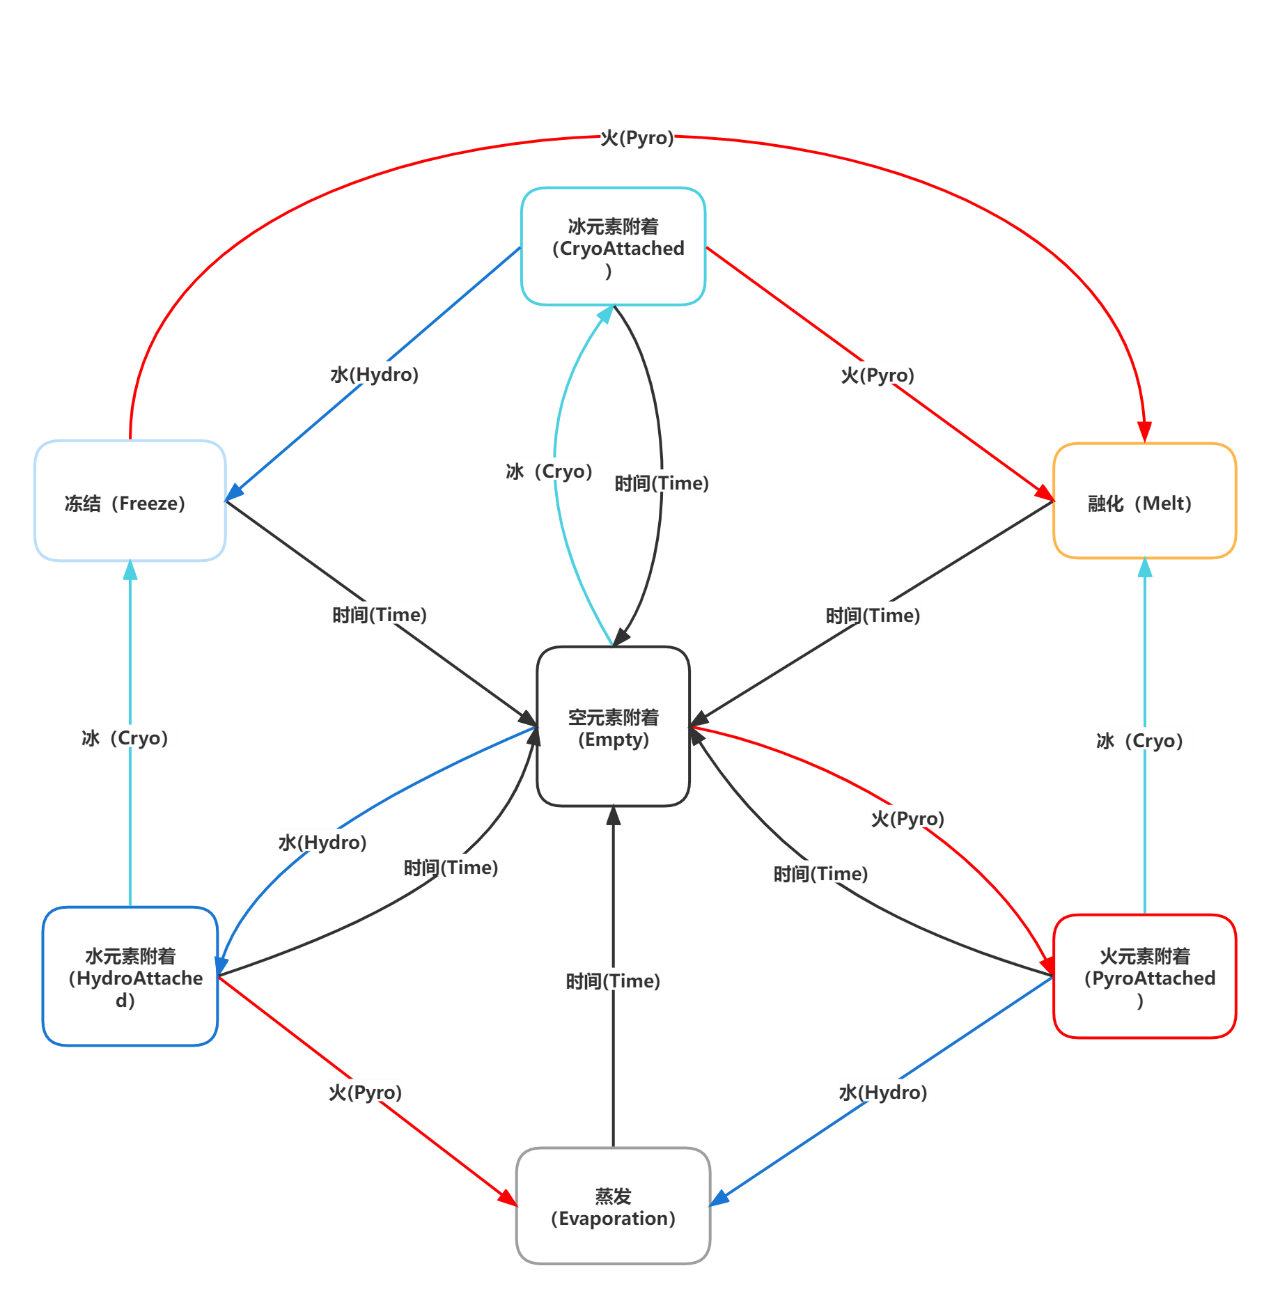 火(Pyro)
冰元素附着
（CryoAttached
）
水(Hydro)
火(Pyro)
冰（Cryo）
时间(Time)
冻结（Freeze）
融化（Melt）
时间(Time)
时间(Time)
空元素附着
（Empty）
冰（Cryo）
冰（Cryo）
火(Pyro)
水(Hydro)
时间(Time)
时间(Time)
水元素附着
（HydroAttache
d）
火元素附着
（PyroAttached
）
时间(Time)
火(Pyro)
水(Hydro)
蒸发
（Evaporation）